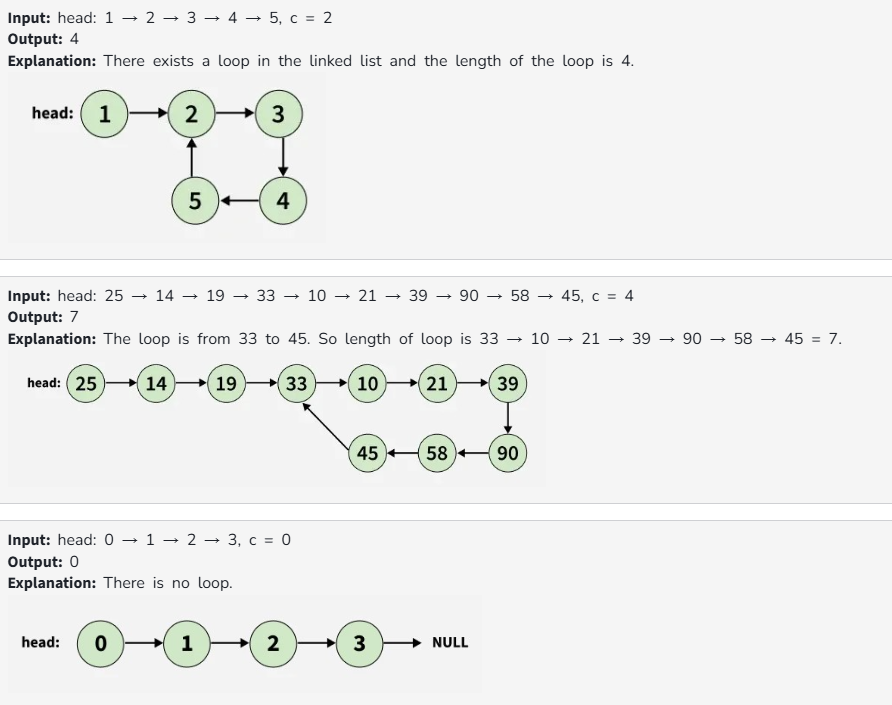 Input: head: 1 → 2 → 3 → 4 → 5, c = 2
Output: 4
Explanation: There exists a loop in the linked list and the length of the loop is 4.
head: 1 2 3
5 4
Input: head: 25 → 14 → 19 → 33 → 10 → 21 → 39 → 90 → 58 → 45, c = 4
Output: 7
Explanation: The loop is from 33 to 45. So length of loop is 33 → 10 → 21 → 39 → 90 → 58 → 45 = 7.
head: 25 14 19 33 10 21 39
45 58 90
Input: head: 0 → 1 → 2 → 3, c = 0
Output: 0
Explanation: There is no loop.
head: 0 1 2 3 NULL